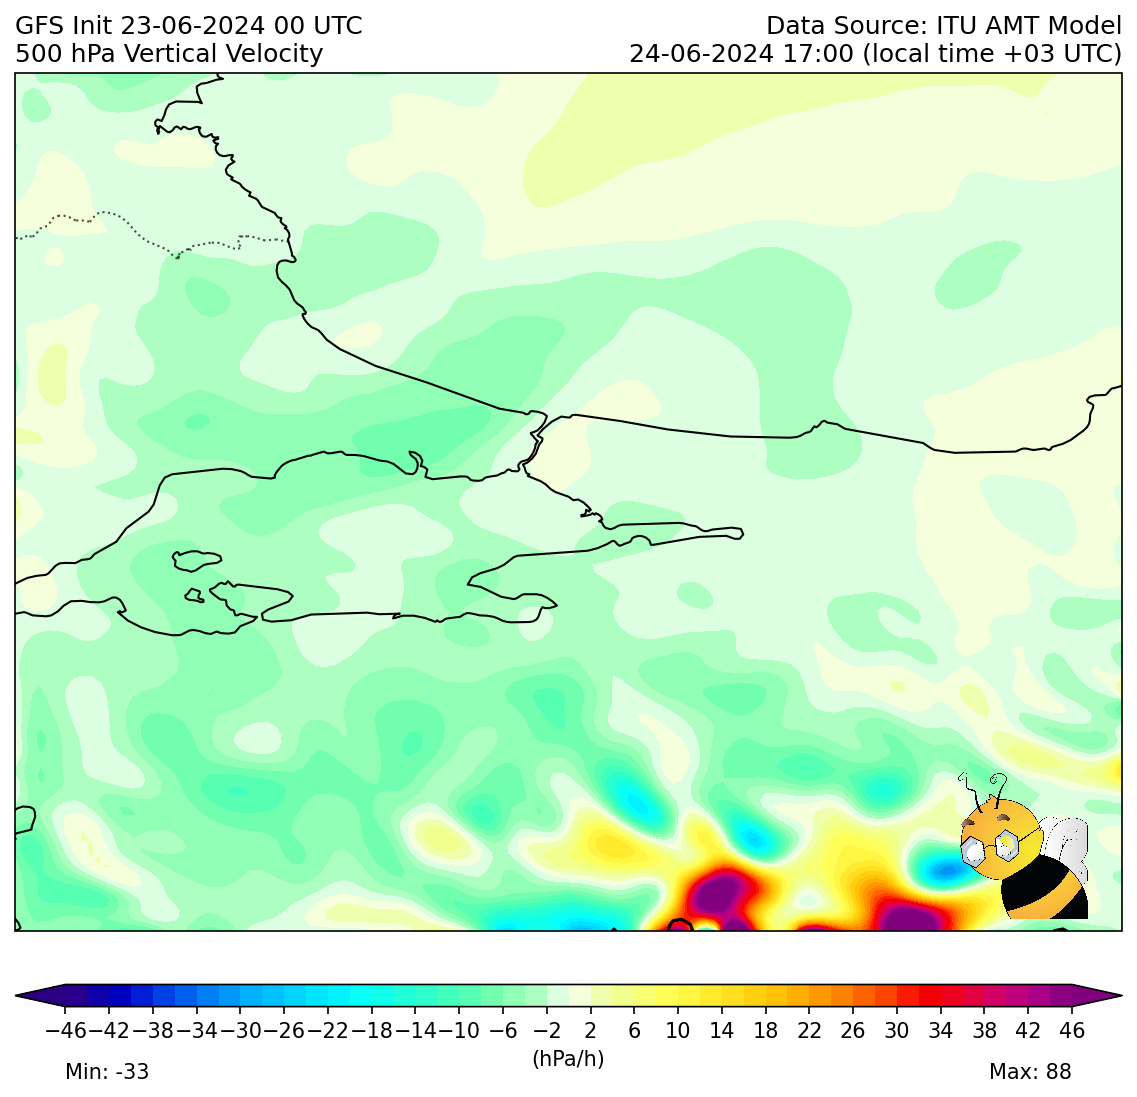 GFS Init 23-06-2024 00 UTC
Data Source: ITU AMT Model
500 hPa Vertical Velocity
24-06-2024 17:00 (local time +03 UTC)
−46 −42 −38 −34 −30 −26 −22 −18 −14 −10 −6 −2 2 6 10 14 18 22 26 30 34 38 42 46
(hPa/h)
Min: -33
Max: 88